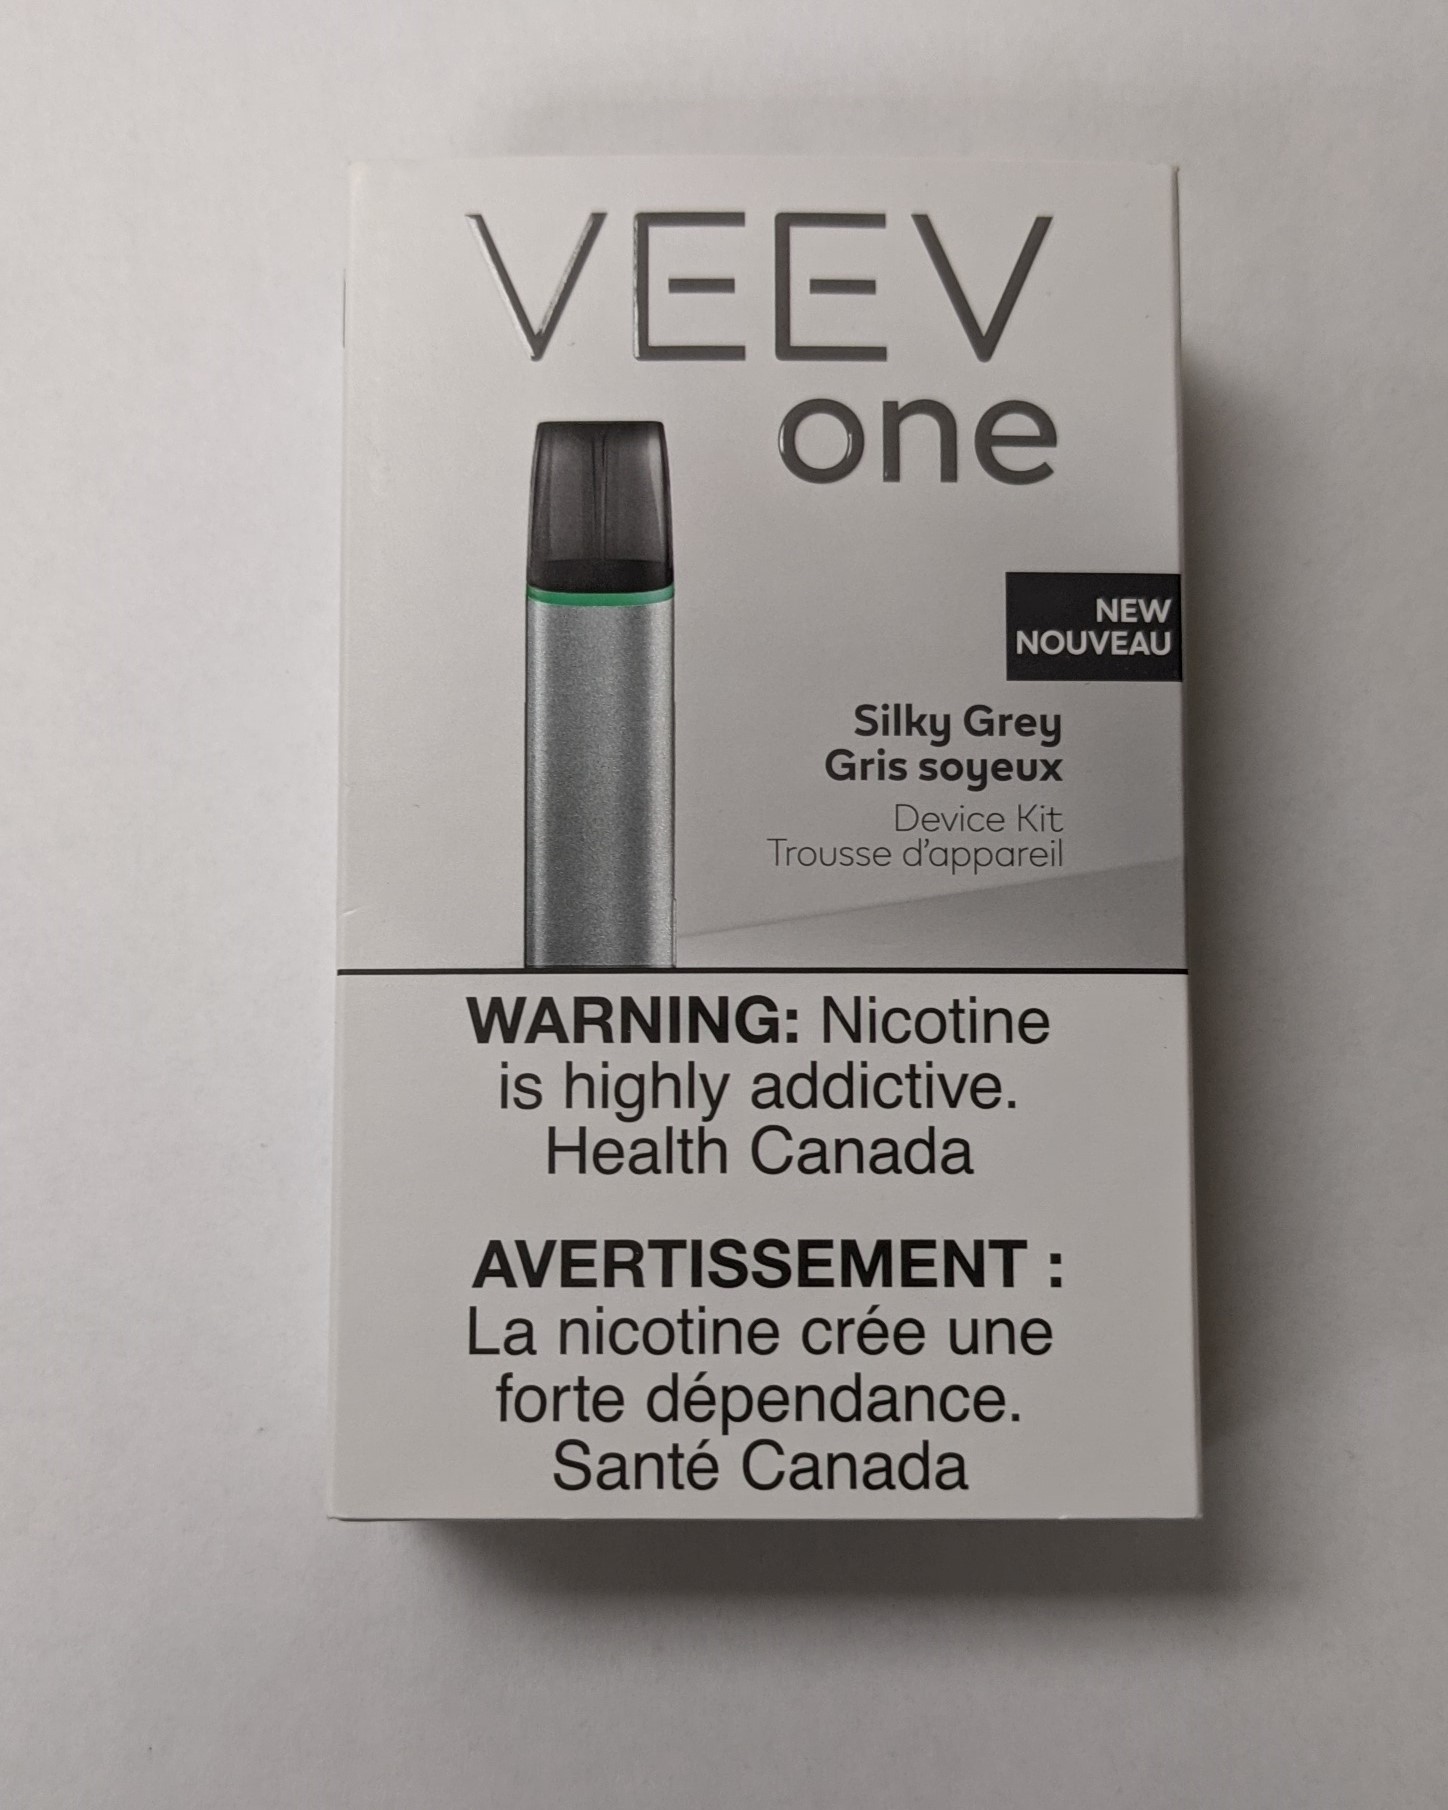 VEEV
one
NEW
NOUVEAU
Silky Grey
Gris soyeux
Device Kit
Trousse d'appareil
WARNING: Nicotine
is highly addictive.
Health Canada
AVERTISSEMENT :
La nicotine crée une
forte dépendance.
Santé Canada